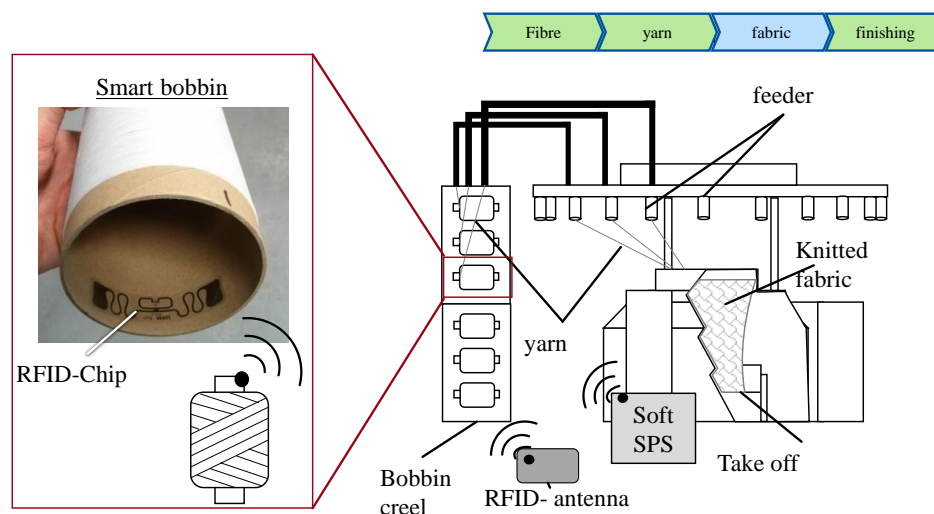 Fibre
yarn
fabric
finishing
Smart bobbin
feeder
Knitted
fabric
yarn
RFID-Chip
Soft
SPS
Take off
Bobbin
creel
RFID- antenna